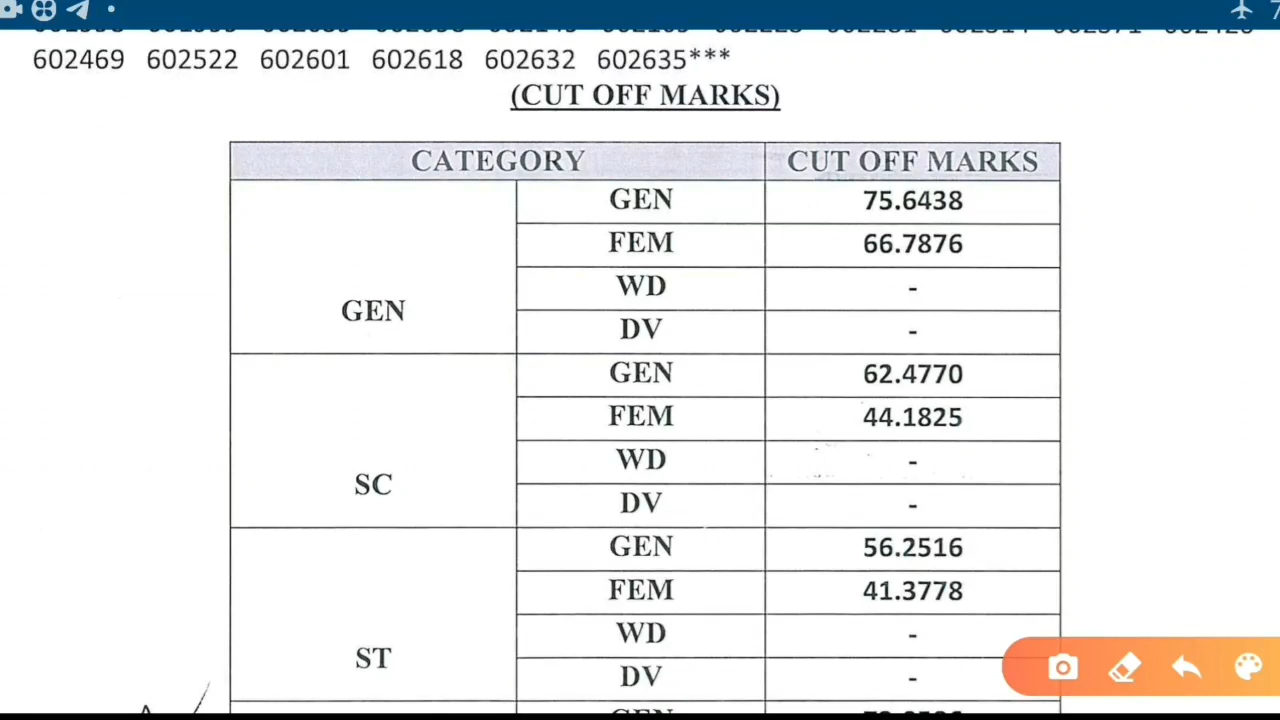 602469 602522 602601 602618 602632 602635***
(CUT OFF MARKS)
CATEGORY CUT OFF MARKS
GEN 75.6438
FEM 66.7876
WD -
GEN
DV -
GEN 62.4770
FEM 44.1825
WD -
SC
DV -
GEN 56.2516
FEM 41.3778
WD -
ST
DV -
GEN